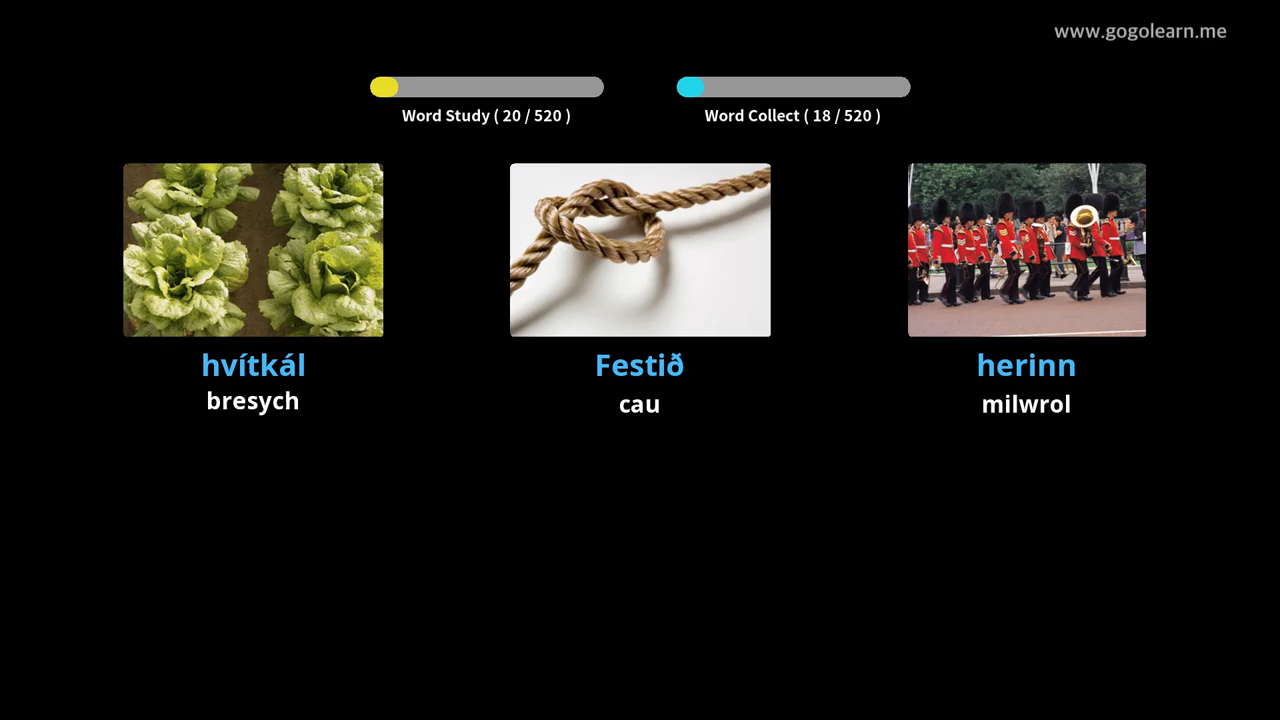 www.gogolearn.me
Word Study ( 20 / 520 )
Word Collect ( 18 / 520 )
hvítkál
bresych
Festið
cau
herinn
milwrol